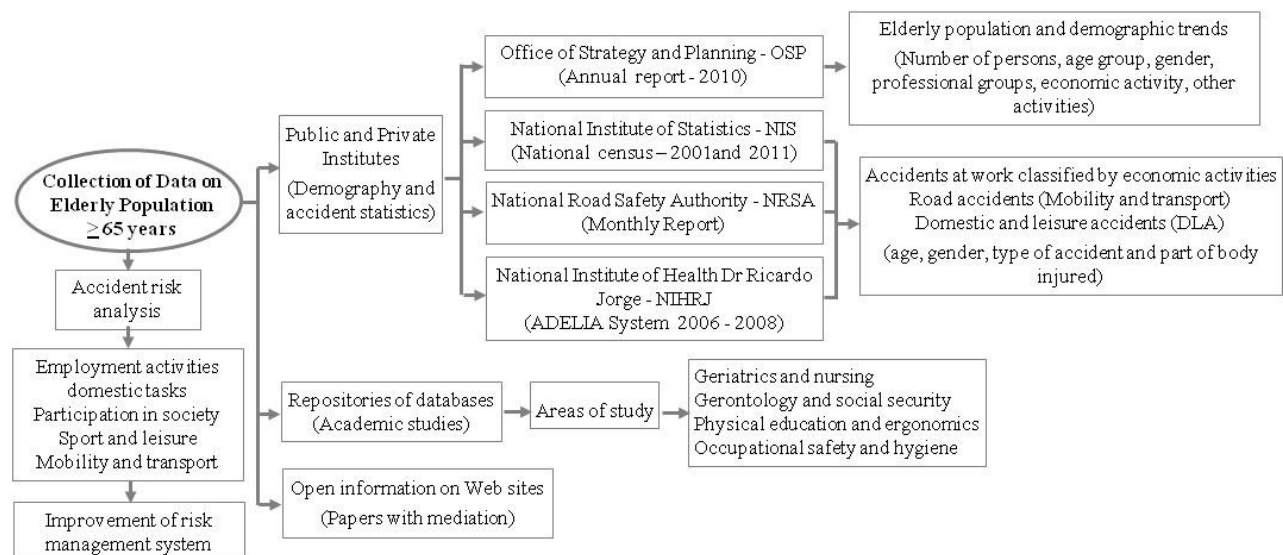 Collection of Data on
Elderly Population
≥ 65 years
Accident risk
analysis
Employment activities
domestic tasks
Participation in society
Sport and leisure
Mobility and transport
Improvement of risk
management system
Public and Private
Institutes
(Demography and
accident statistics)
Office of Strategy and Planning - OSP
(Annual report - 2010)
Elderly population and demographic trends
(Number of persons, age group, gender,
professional groups, economic activity, other
activities)
National Institute of Statistics - NIS
(National census – 2001and 2011)
National Road Safety Authority - NRSA
(Monthly Report)
National Institute of Health Dr Ricardo
Jorge - NIHRJ
(ADELIA System 2006 - 2008)
Accidents at work classified by economic activities
Road accidents (Mobility and transport)
Domestic and leisure accidents (DLA)
(age, gender, type of accident and part of body
injured)
Repositories of databases
(Academic studies)
Areas of study
Geriatrics and nursing
Gerontology and social security
Physical education and ergonomics
Occupational safety and hygiene
Open information on Web sites
(Papers with mediation)